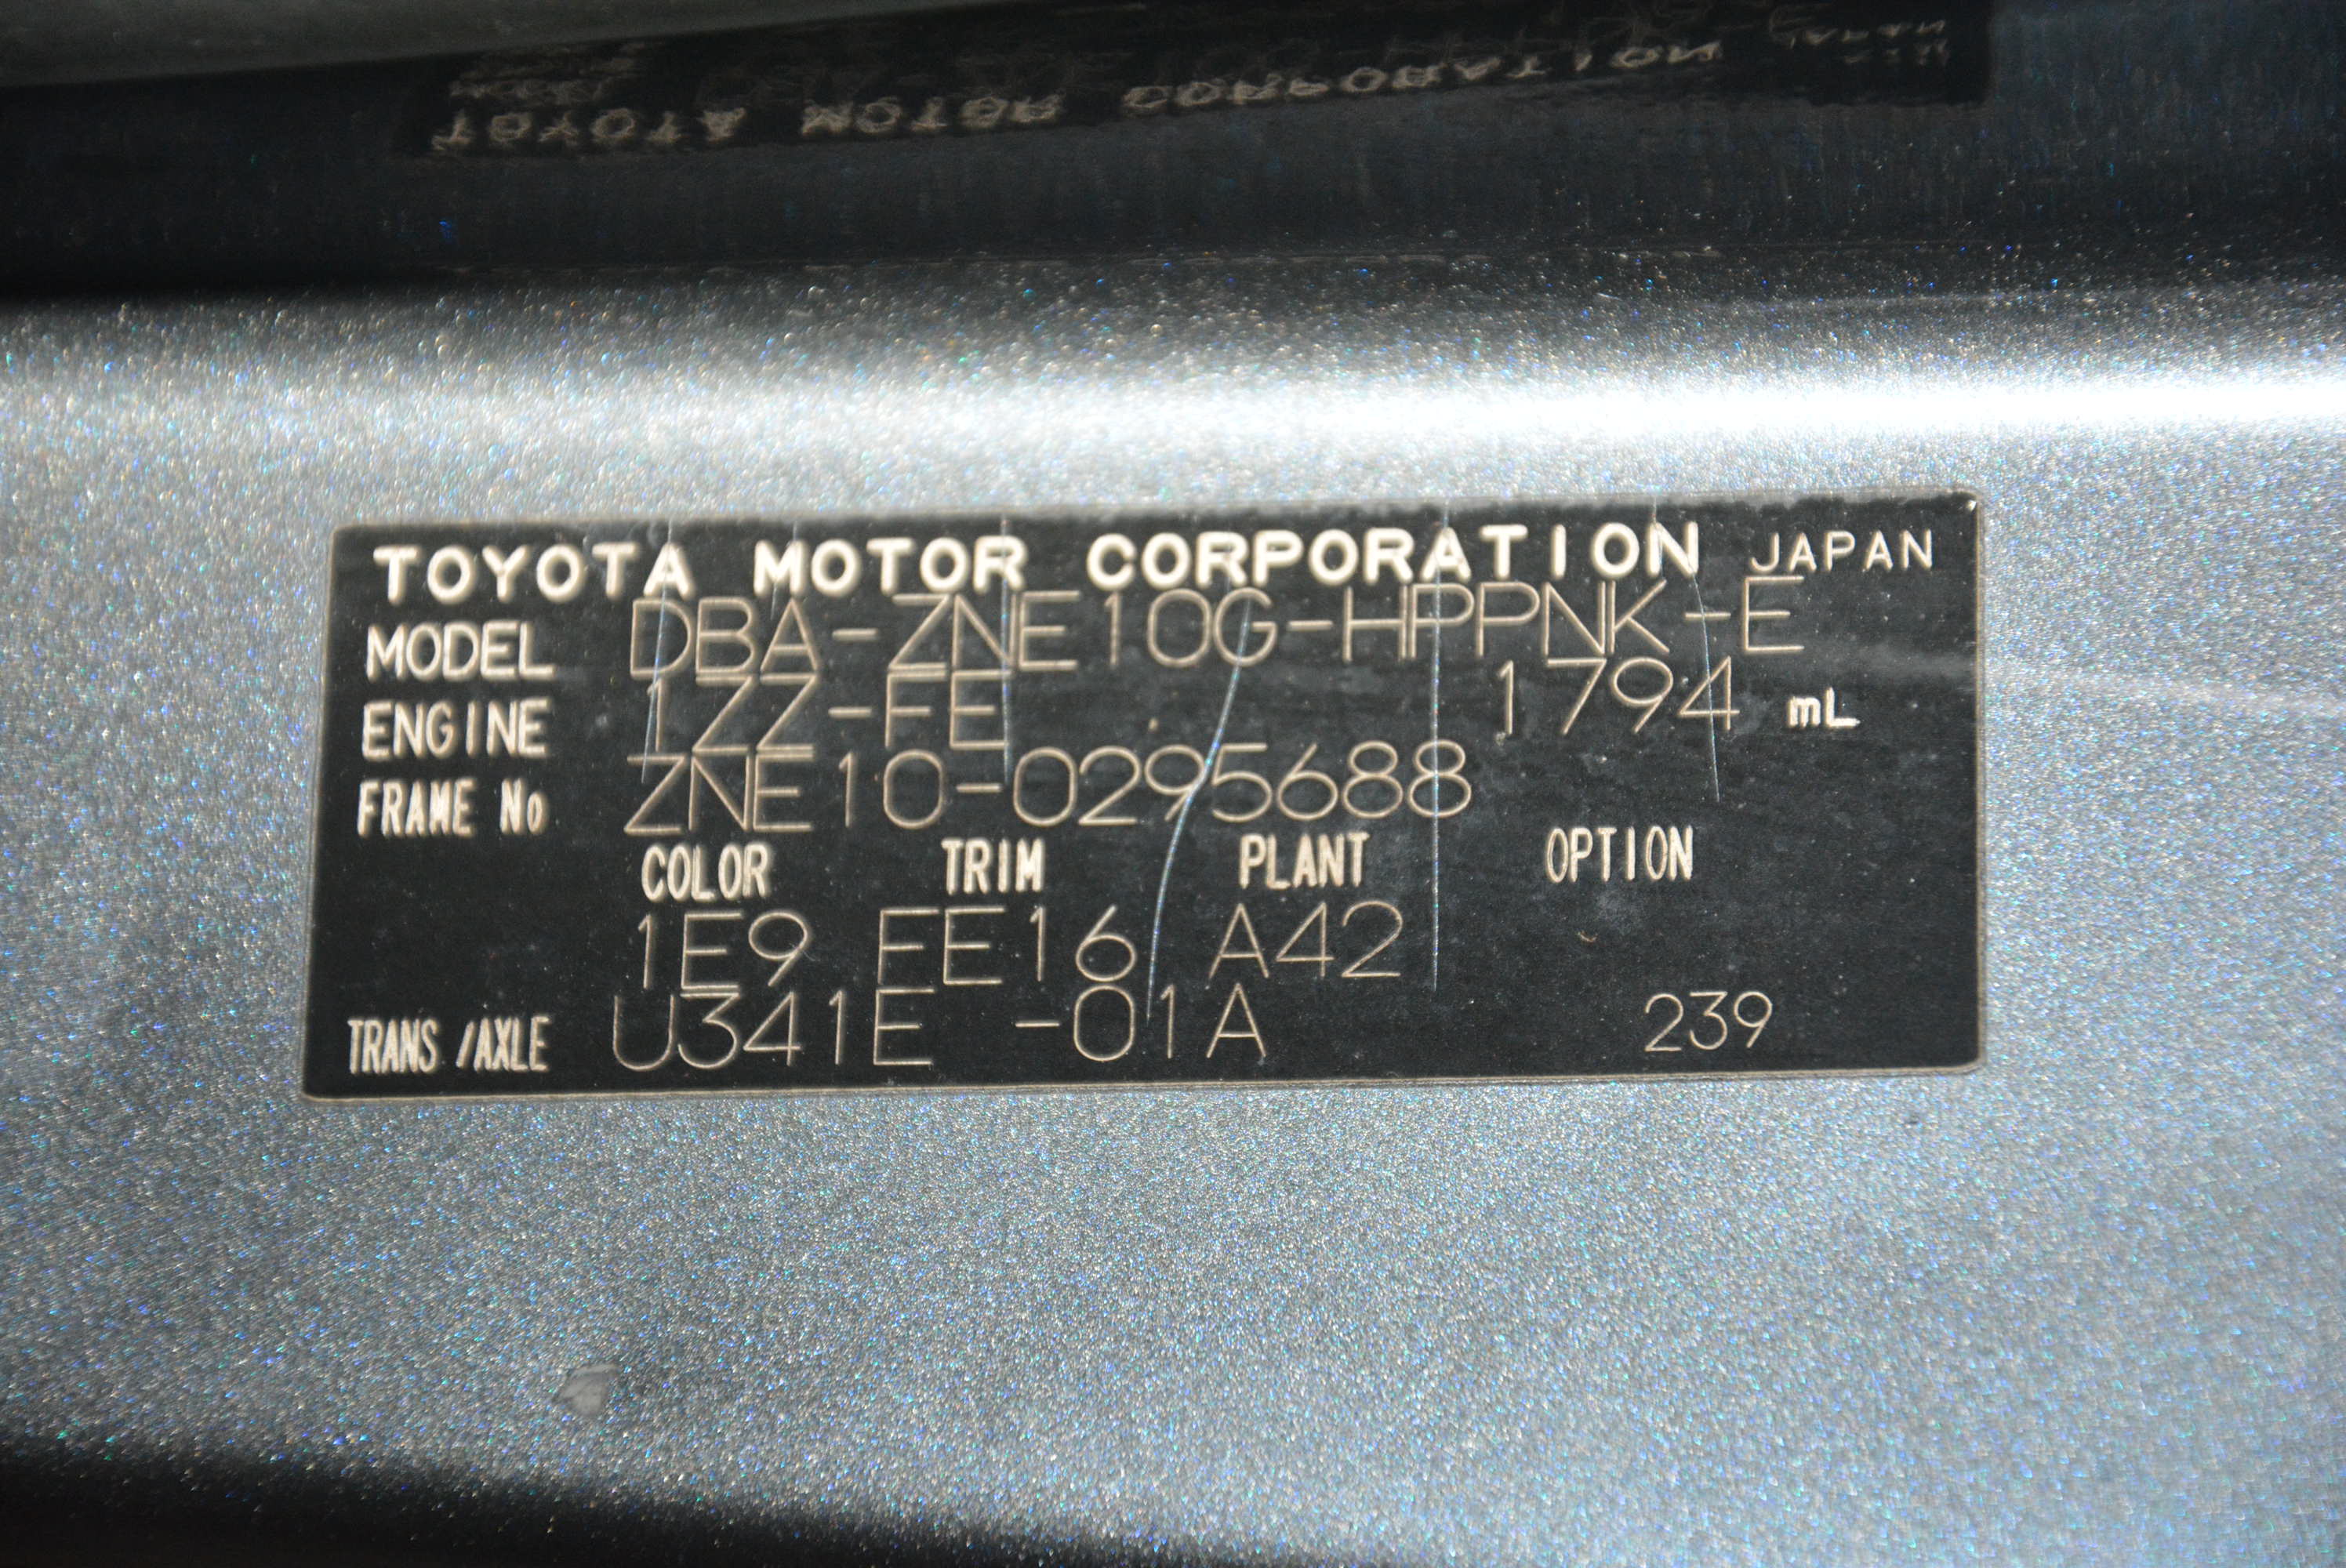 TOYOTA MOTOR CORPORATION JAPAN
MODEL DBA-ZNE10G-HPPNK-E
ENGINE 1ZZ-FE 1794 mL
FRAME No ZNE10-0295688
COLOR TRIM PLANT OPTION
1E9 FE16 A42
TRANS/AXLE U341E -01A 239